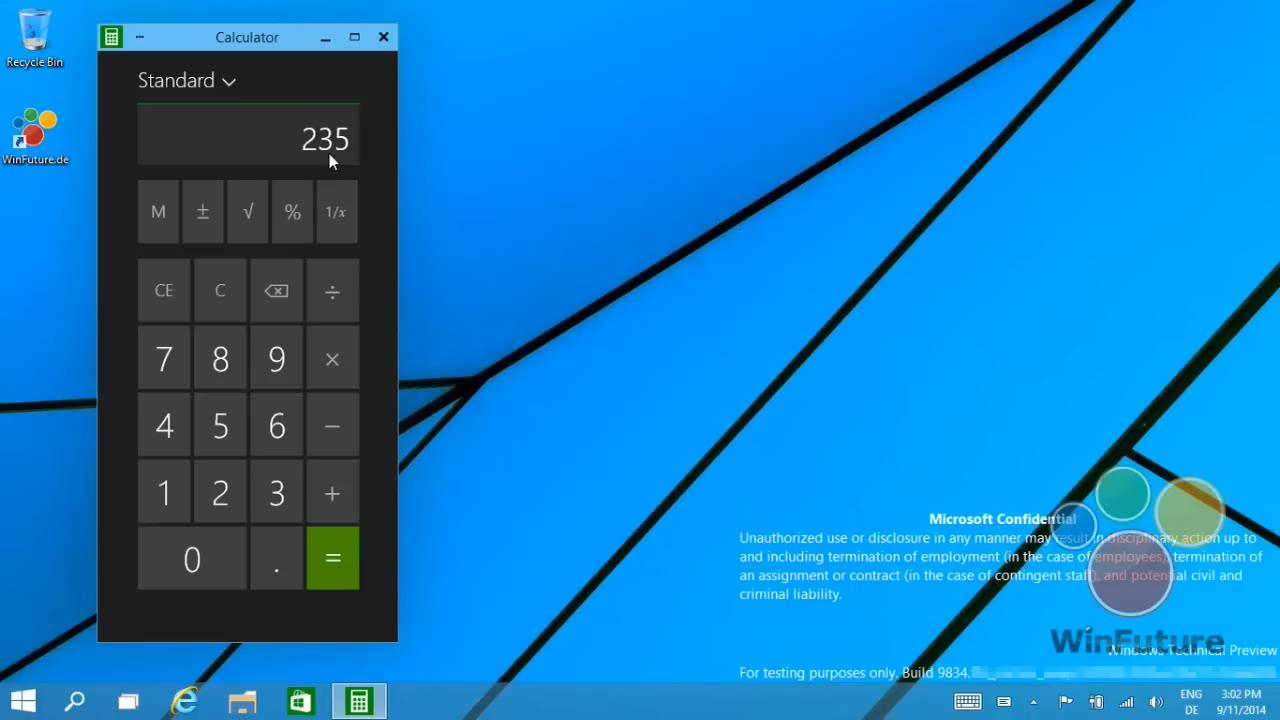 Recycle Bin
WinFuture.de
Calculator
Standard
235
M ± √ % 1/x
CE C ÷
7 8 9 ×
4 5 6 −
1 2 3 +
0 . =
Microsoft Confidential
Unauthorized use or disclosure in any manner may result in disciplinary action up to
and including termination of employment (in the case of employees), termination of
an assignment or contract (in the case of contingent staff), and potential civil and
criminal liability.
WinFuture
Windows Technical Preview
For testing purposes only. Build 9834.
ENG 3:02 PM
DE 9/11/2014